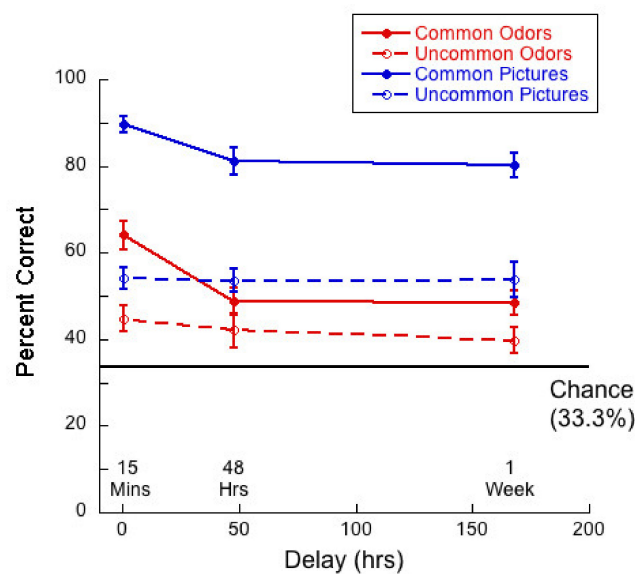 Common Odors
Uncommon Odors
Common Pictures
Uncommon Pictures
100
80
60
40
20
0
Percent Correct
Chance
(33.3%)
15
Mins
48
Hrs
1
Week
0
50
100
150
200
Delay (hrs)